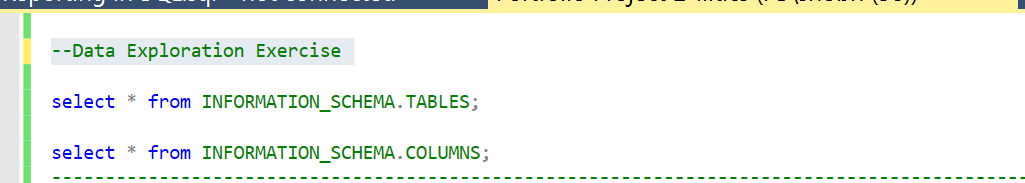 --Data Exploration Exercise
select * from INFORMATION_SCHEMA.TABLES;
select * from INFORMATION_SCHEMA.COLUMNS;